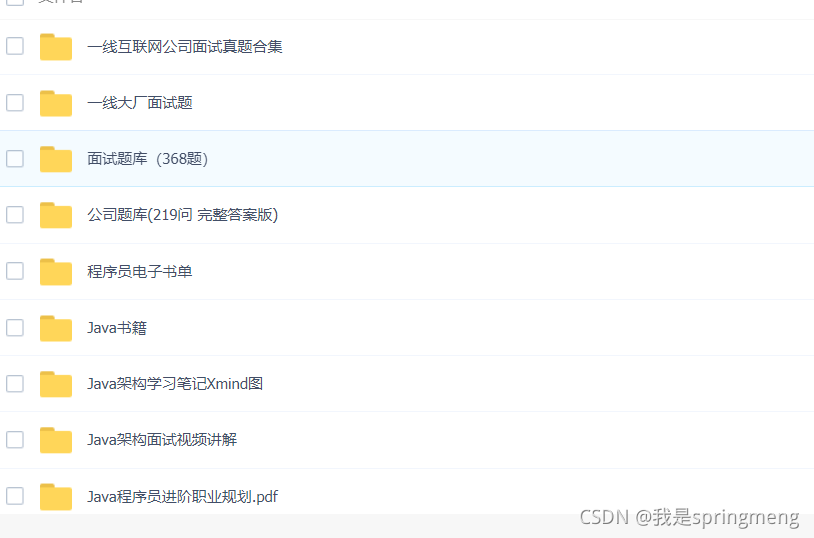 一线互联网公司面试真题合集
一线大厂面试题
面试题库（368题）
公司题库(219问 完整答案版)
程序员电子书单
Java书籍
Java架构学习笔记Xmind图
Java架构面试视频讲解
Java程序员进阶职业规划.pdf
CSDN @我是springmeng